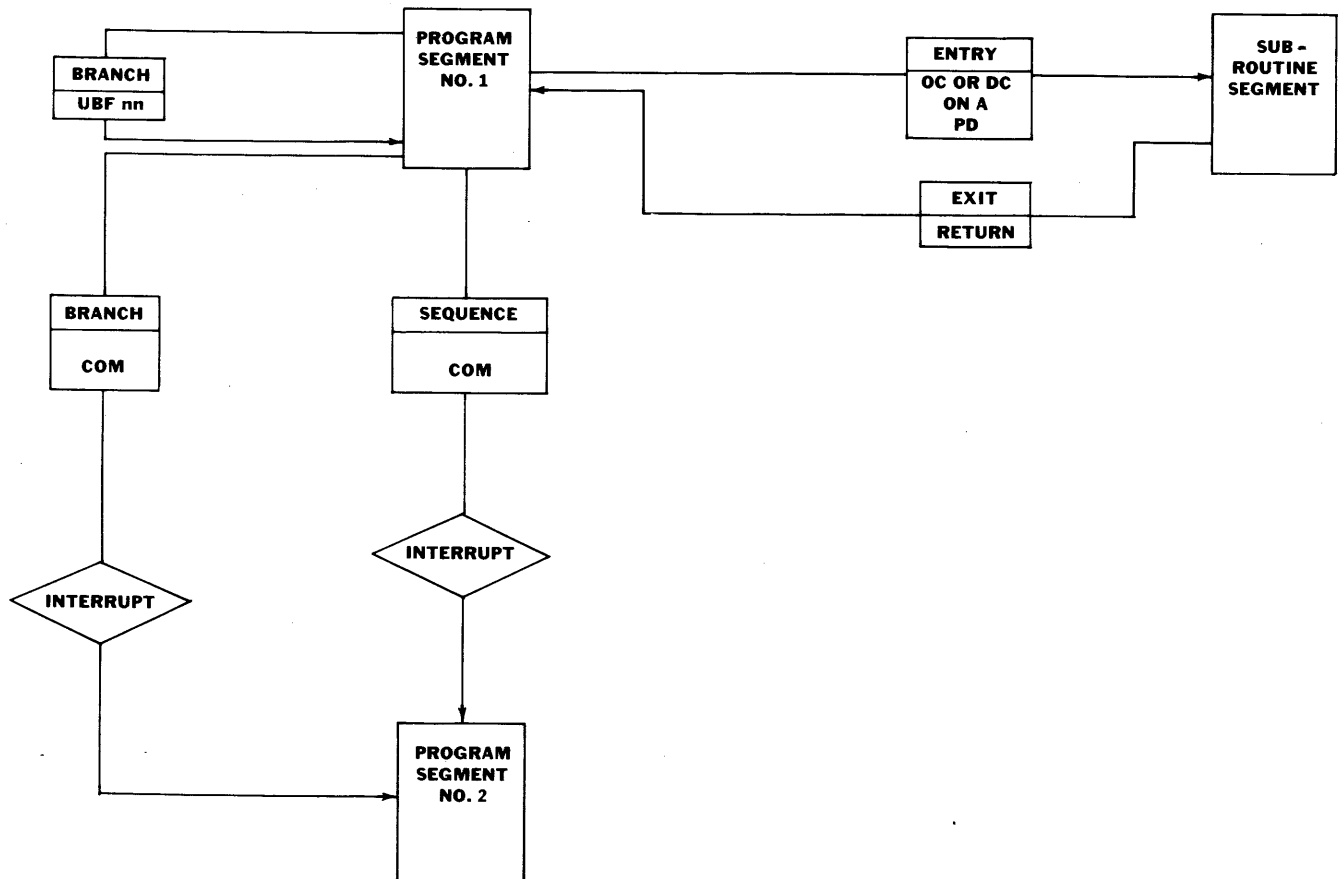 PROGRAM
SEGMENT
NO. 1
BRANCH
UBF nn
ENTRY
OC OR DC
ON A
PD
SUB -
ROUTINE
SEGMENT
EXIT
RETURN
BRANCH
COM
SEQUENCE
COM
INTERRUPT
INTERRUPT
PROGRAM
SEGMENT
NO. 2